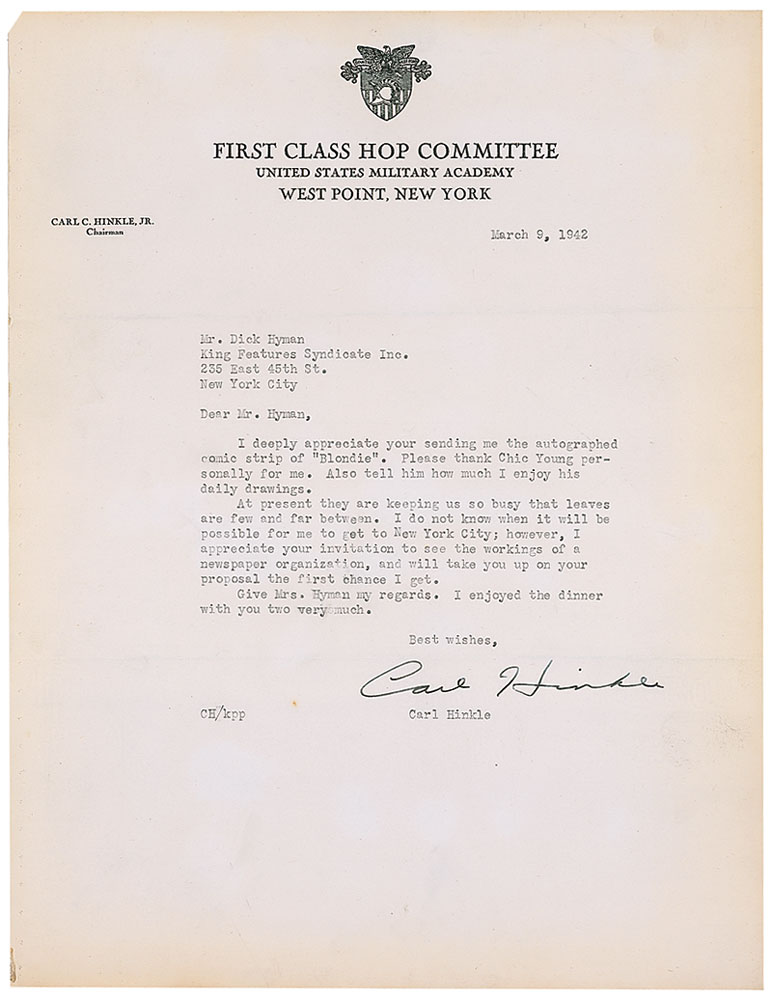 FIRST CLASS HOP COMMITTEE
UNITED STATES MILITARY ACADEMY
WEST POINT, NEW YORK
CARL C. HINKLE, JR.
Chairman
March 9, 1942
Mr. Dick Hyman
King Features Syndicate Inc.
235 East 45th St.
New York City
Dear Mr. Hyman,
I deeply appreciate your sending me the autographed
comic strip of "Blondie". Please thank Chic Young per-
sonally for me. Also tell him how much I enjoy his
daily drawings.
At present they are keeping us so busy that leaves
are few and far between. I do not know when it will be
possible for me to get to New York City; however, I
appreciate your invitation to see the workings of a
newspaper organization, and will take you up on your
proposal the first chance I get.
Give Mrs. Hyman my regards. I enjoyed the dinner
with you two very much.
Best wishes,
Carl Hinkle
CH/kpp Carl Hinkle